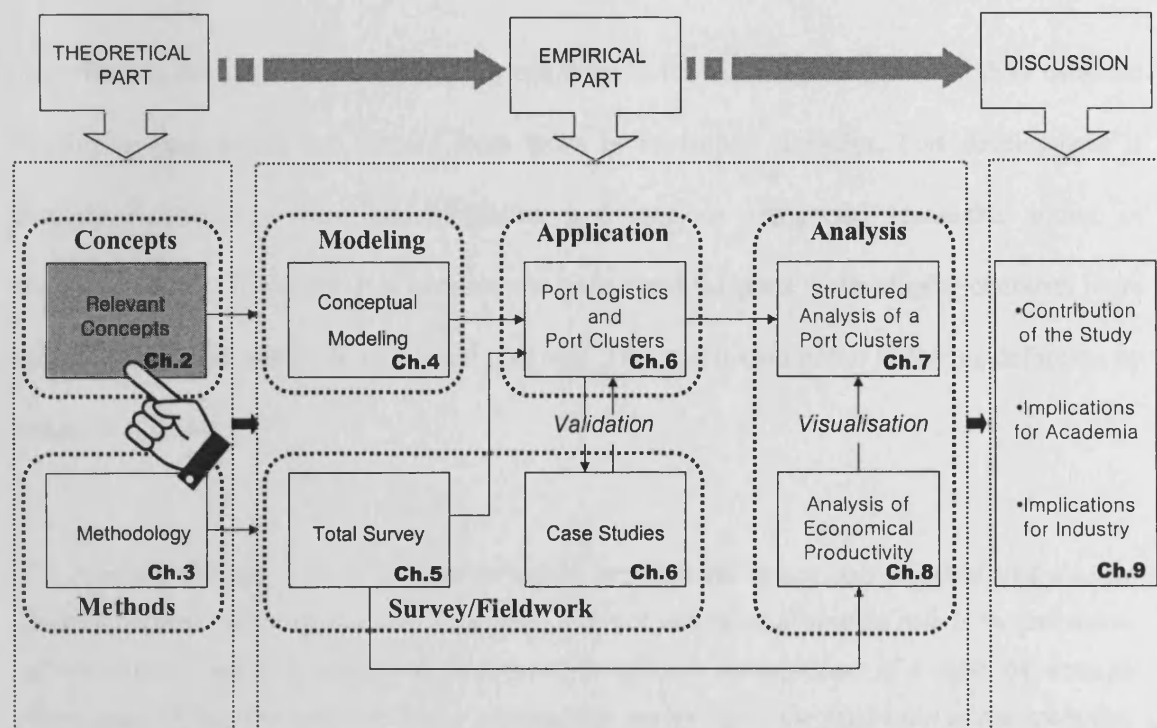 THEORETICAL
PART
EMPIRICAL
PART
DISCUSSION
Concepts
Relevant
Concepts
Ch.2
Modeling
Conceptual
Modeling
Ch.4
Application
Port Logistics
and
Port Clusters
Ch.6
Analysis
Structured
Analysis of a
Port Clusters
Ch.7
•Contribution
of the Study
•Implications
for Academia
•Implications
for Industry
Ch.9
Validation
Visualisation
Methodology
Ch.3
Methods
Total Survey
Ch.5
Case Studies
Ch.6
Survey/Fieldwork
Analysis of
Economical
Productivity
Ch.8